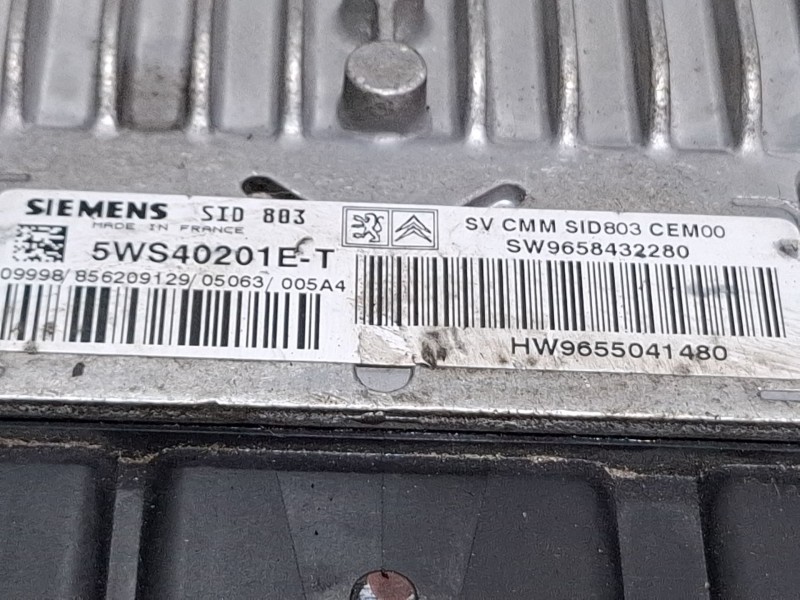 SIEMENS SID 803
MADE IN FRANCE
5WS40201E-T
09998/856209129/05063/005A4
SV CMM SID803 CEM00
SW9658432280
HW9655041480